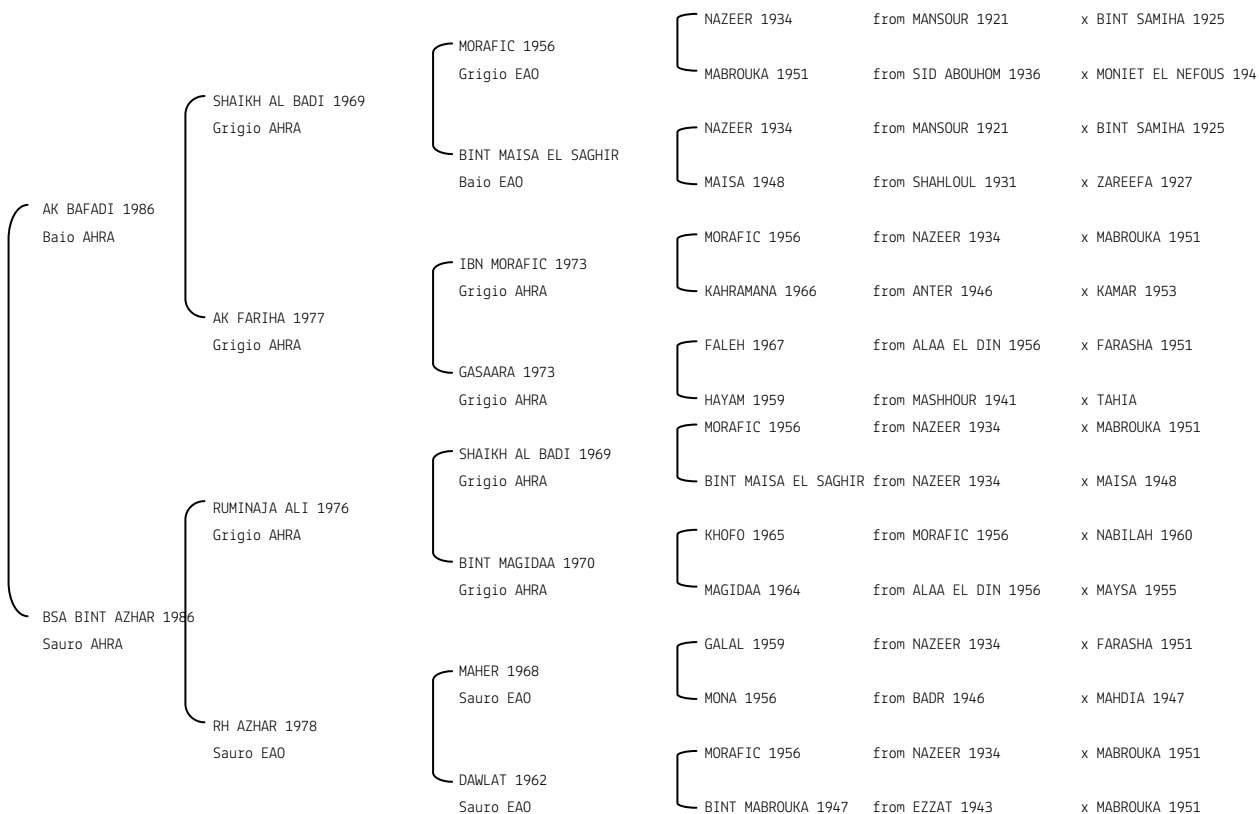 NAZEER 1934 from MANSOUR 1921 x BINT SAMIHA 1925
MORAFIC 1956
Grigio EAO
MABROUKA 1951 from SID ABOUHOM 1936 x MONIET EL NEFOUS 194
SHAIKH AL BADI 1969
Grigio AHRA
NAZEER 1934 from MANSOUR 1921 x BINT SAMIHA 1925
BINT MAISA EL SAGHIR
Baio EAO
MAISA 1948 from SHAHLOUL 1931 x ZAREEFA 1927
AK BAFADI 1986
Baio AHRA
MORAFIC 1956 from NAZEER 1934 x MABROUKA 1951
IBN MORAFIC 1973
Grigio AHRA
KAHRAMANA 1966 from ANTER 1946 x KAMAR 1953
AK FARIHA 1977
Grigio AHRA
FALEH 1967 from ALAA EL DIN 1956 x FARASHA 1951
GASAARA 1973
Grigio AHRA
HAYAM 1959 from MASHHOUR 1941 x TAHIA
MORAFIC 1956 from NAZEER 1934 x MABROUKA 1951
SHAIKH AL BADI 1969
Grigio AHRA
BINT MAISA EL SAGHIR from NAZEER 1934 x MAISA 1948
RUMINAJA ALI 1976
Grigio AHRA
KHOFO 1965 from MORAFIC 1956 x NABILAH 1960
BINT MAGIDAA 1970
Grigio AHRA
MAGIDAA 1964 from ALAA EL DIN 1956 x MAYSA 1955
BSA BINT AZHAR 1986
Sauro AHRA
GALAL 1959 from NAZEER 1934 x FARASHA 1951
MAHER 1968
Sauro EAO
MONA 1956 from BADR 1946 x MAHDIA 1947
RH AZHAR 1978
Sauro EAO
MORAFIC 1956 from NAZEER 1934 x MABROUKA 1951
DAWLAT 1962
Sauro EAO
BINT MABROUKA 1947 from EZZAT 1943 x MABROUKA 1951